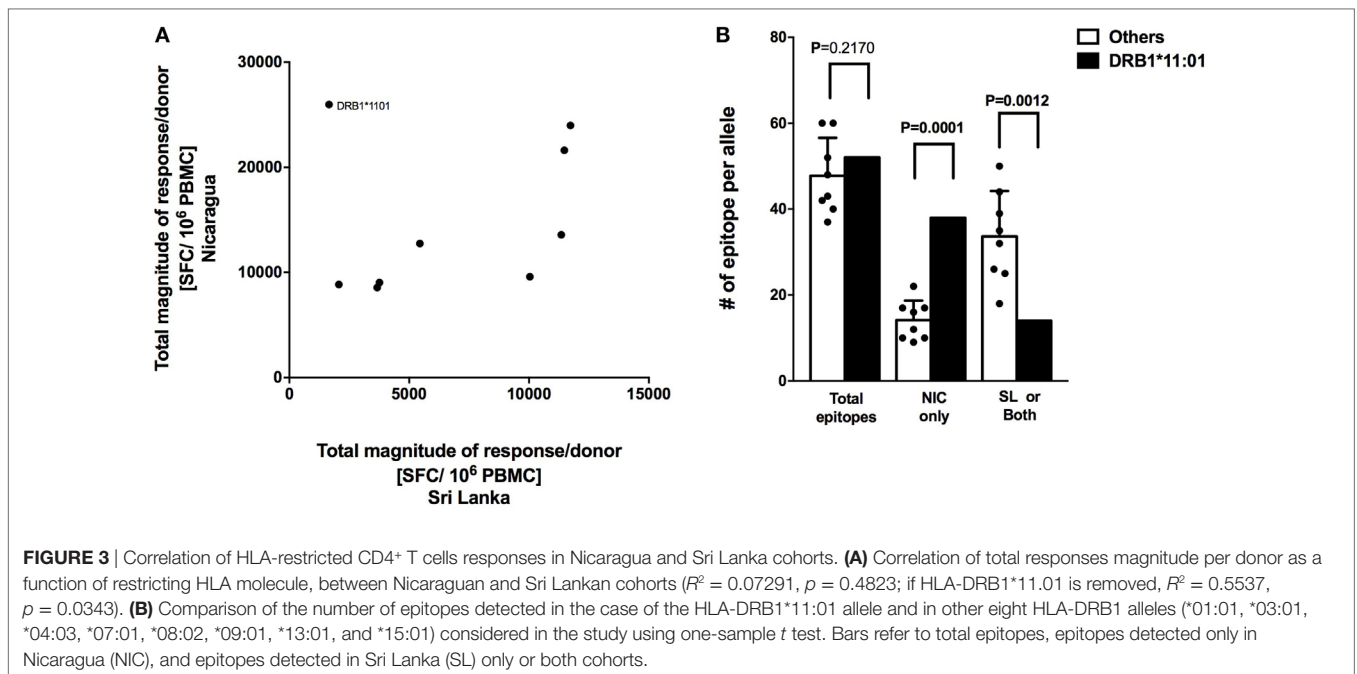 A
Total magnitude of response/donor
[SFC/ 10⁶ PBMC]
Nicaragua
30000
20000
10000
0
DRB1*1101
0
5000
10000
15000
Total magnitude of response/donor
[SFC/ 10⁶ PBMC]
Sri Lanka
B
# of epitope per allele
80
60
40
20
0
P=0.2170
P=0.0001
P=0.0012
Others
DRB1*11:01
Total
epitopes
NIC
only
SL or
Both
FIGURE 3 | Correlation of HLA-restricted CD4⁺ T cells responses in Nicaragua and Sri Lanka cohorts. (A) Correlation of total responses magnitude per donor as a
function of restricting HLA molecule, between Nicaraguan and Sri Lankan cohorts (R² = 0.07291, p = 0.4823; if HLA-DRB1*11.01 is removed, R² = 0.5537,
p = 0.0343). (B) Comparison of the number of epitopes detected in the case of the HLA-DRB1*11:01 allele and in other eight HLA-DRB1 alleles (*01:01, *03:01,
*04:03, *07:01, *08:02, *09:01, *13:01, and *15:01) considered in the study using one-sample t test. Bars refer to total epitopes, epitopes detected only in
Nicaragua (NIC), and epitopes detected in Sri Lanka (SL) only or both cohorts.